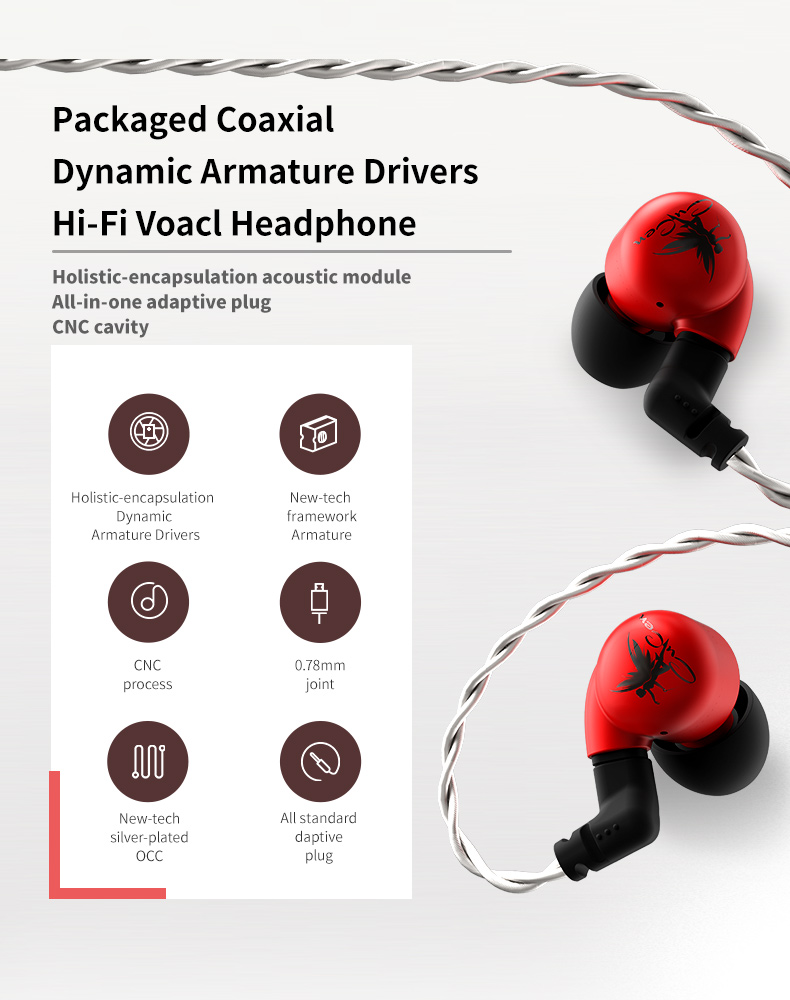 Packaged Coaxial
Dynamic Armature Drivers
Hi-Fi Voacl Headphone
Holistic-encapsulation acoustic module
All-in-one adaptive plug
CNC cavity
Holistic-encapsulation
Dynamic
Armature Drivers
New-tech
framework
Armature
CNC
process
0.78mm
joint
New-tech
silver-plated
OCC
All standard
daptive
plug